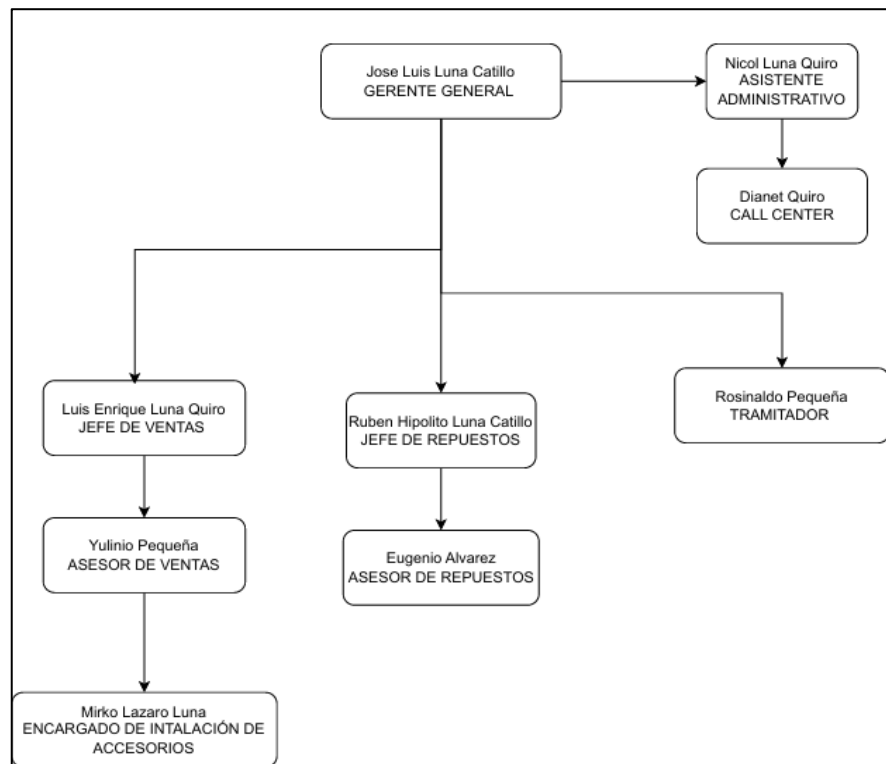 Jose Luis Luna Catillo
GERENTE GENERAL
Nicol Luna Quiro
ASISTENTE
ADMINISTRATIVO
Dianet Quiro
CALL CENTER
Luis Enrique Luna Quiro
JEFE DE VENTAS
Ruben Hipolito Luna Catillo
JEFE DE REPUESTOS
Rosinaldo Pequeña
TRAMITADOR
Yulinio Pequeña
ASESOR DE VENTAS
Eugenio Alvarez
ASESOR DE REPUESTOS
Mirko Lazaro Luna
ENCARGADO DE INTALACIÓN DE
ACCESORIOS